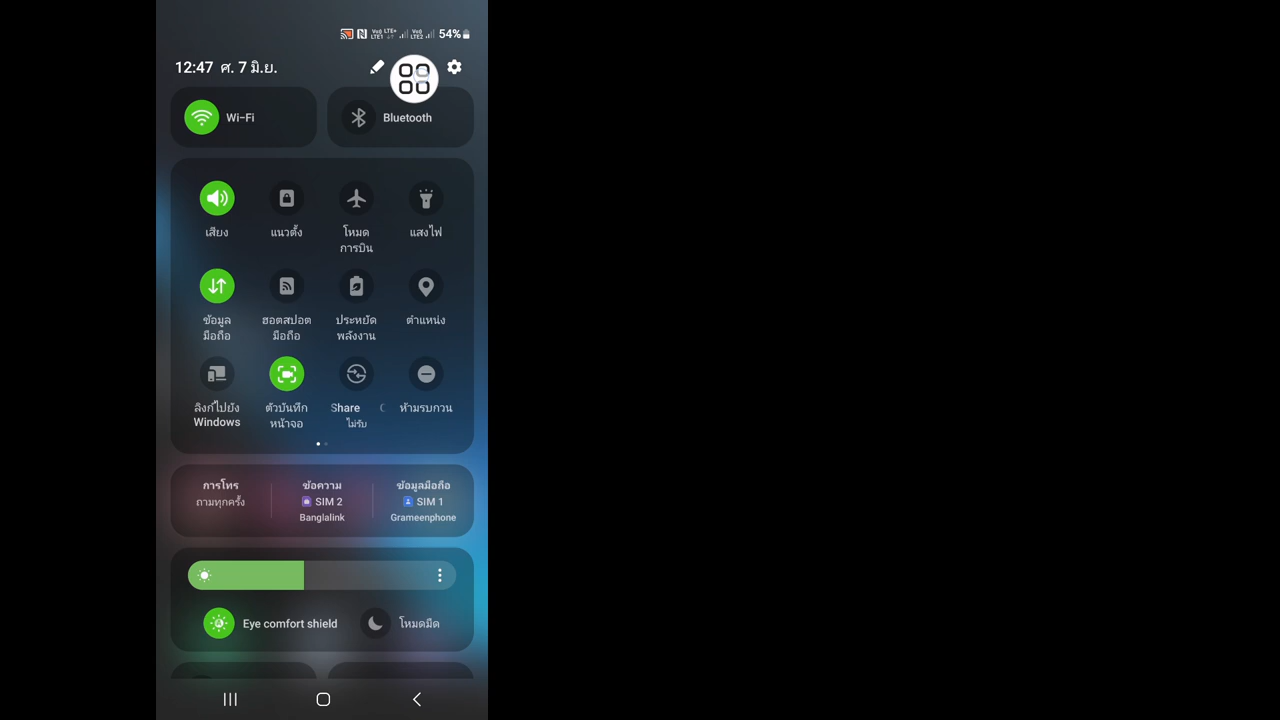 54%
12:47 ศ. 7 มิ.ย.
Wi-Fi
Bluetooth
เสียง
แนวตั้ง
โหมด
การบิน
แสงไฟ
ข้อมูล
มือถือ
ฮอตสปอต
มือถือ
ประหยัด
พลังงาน
ตำแหน่ง
ลิงก์ไปยัง
Windows
ตัวบันทึก
หน้าจอ
Share
ไม่รับ
ห้ามรบกวน
การโทร
ถามทุกครั้ง
ข้อความ
SIM 2
Banglalink
ข้อมูลมือถือ
SIM 1
Grameenphone
Eye comfort shield
โหมดมืด